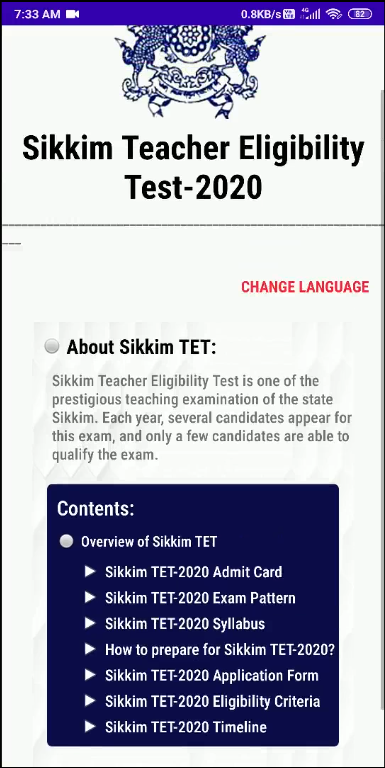 7:33 AM
0.8KB/s
4G
82
Sikkim Teacher Eligibility
Test-2020
CHANGE LANGUAGE
About Sikkim TET:
Sikkim Teacher Eligibility Test is one of the
prestigious teaching examination of the state
Sikkim. Each year, several candidates appear for
this exam, and only a few candidates are able to
qualify the exam.
Contents:
Overview of Sikkim TET
Sikkim TET-2020 Admit Card
Sikkim TET-2020 Exam Pattern
Sikkim TET-2020 Syllabus
How to prepare for Sikkim TET-2020?
Sikkim TET-2020 Application Form
Sikkim TET-2020 Eligibility Criteria
Sikkim TET-2020 Timeline